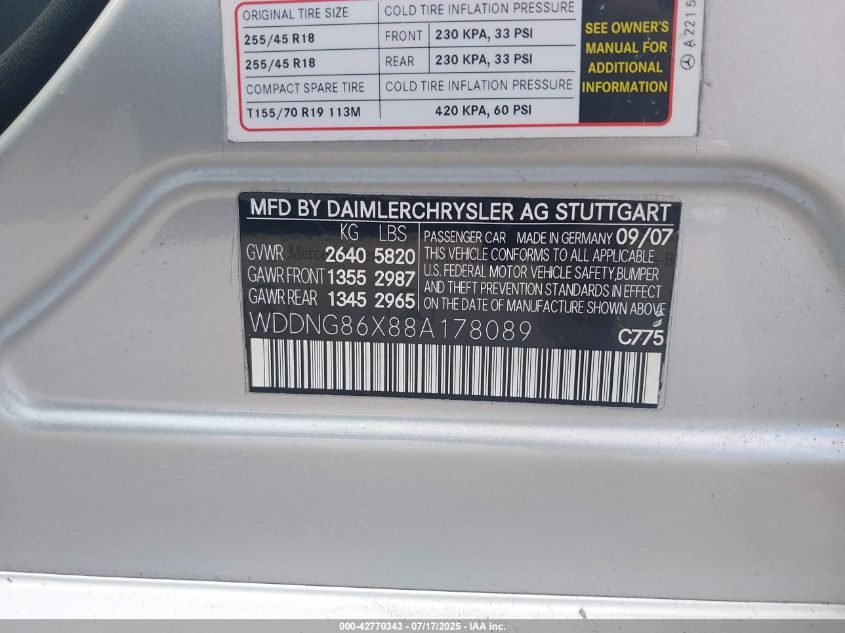 ORIGINAL TIRE SIZE COLD TIRE INFLATION PRESSURE
255/45 R18 FRONT 230 KPA, 33 PSI
255/45 R18 REAR 230 KPA, 33 PSI
COMPACT SPARE TIRE COLD TIRE INFLATION PRESSURE
T155/70 R19 113M 420 KPA, 60 PSI
SEE OWNER'S
MANUAL FOR
ADDITIONAL
INFORMATION
A 2215
MFD BY DAIMLERCHRYSLER AG STUTTGART
KG LBS
GVWR 2640 5820
GAWR FRONT 1355 2987
GAWR REAR 1345 2965
PASSENGER CAR MADE IN GERMANY 09/07
THIS VEHICLE CONFORMS TO ALL APPLICABLE
U.S. FEDERAL MOTOR VEHICLE SAFETY, BUMPER
AND THEFT PREVENTION STANDARDS IN EFFECT
ON THE DATE OF MANUFACTURE SHOWN ABOVE
WDDNG86X88A178089
C775
000-42770343 - 07/17/2025 - IAAI.com